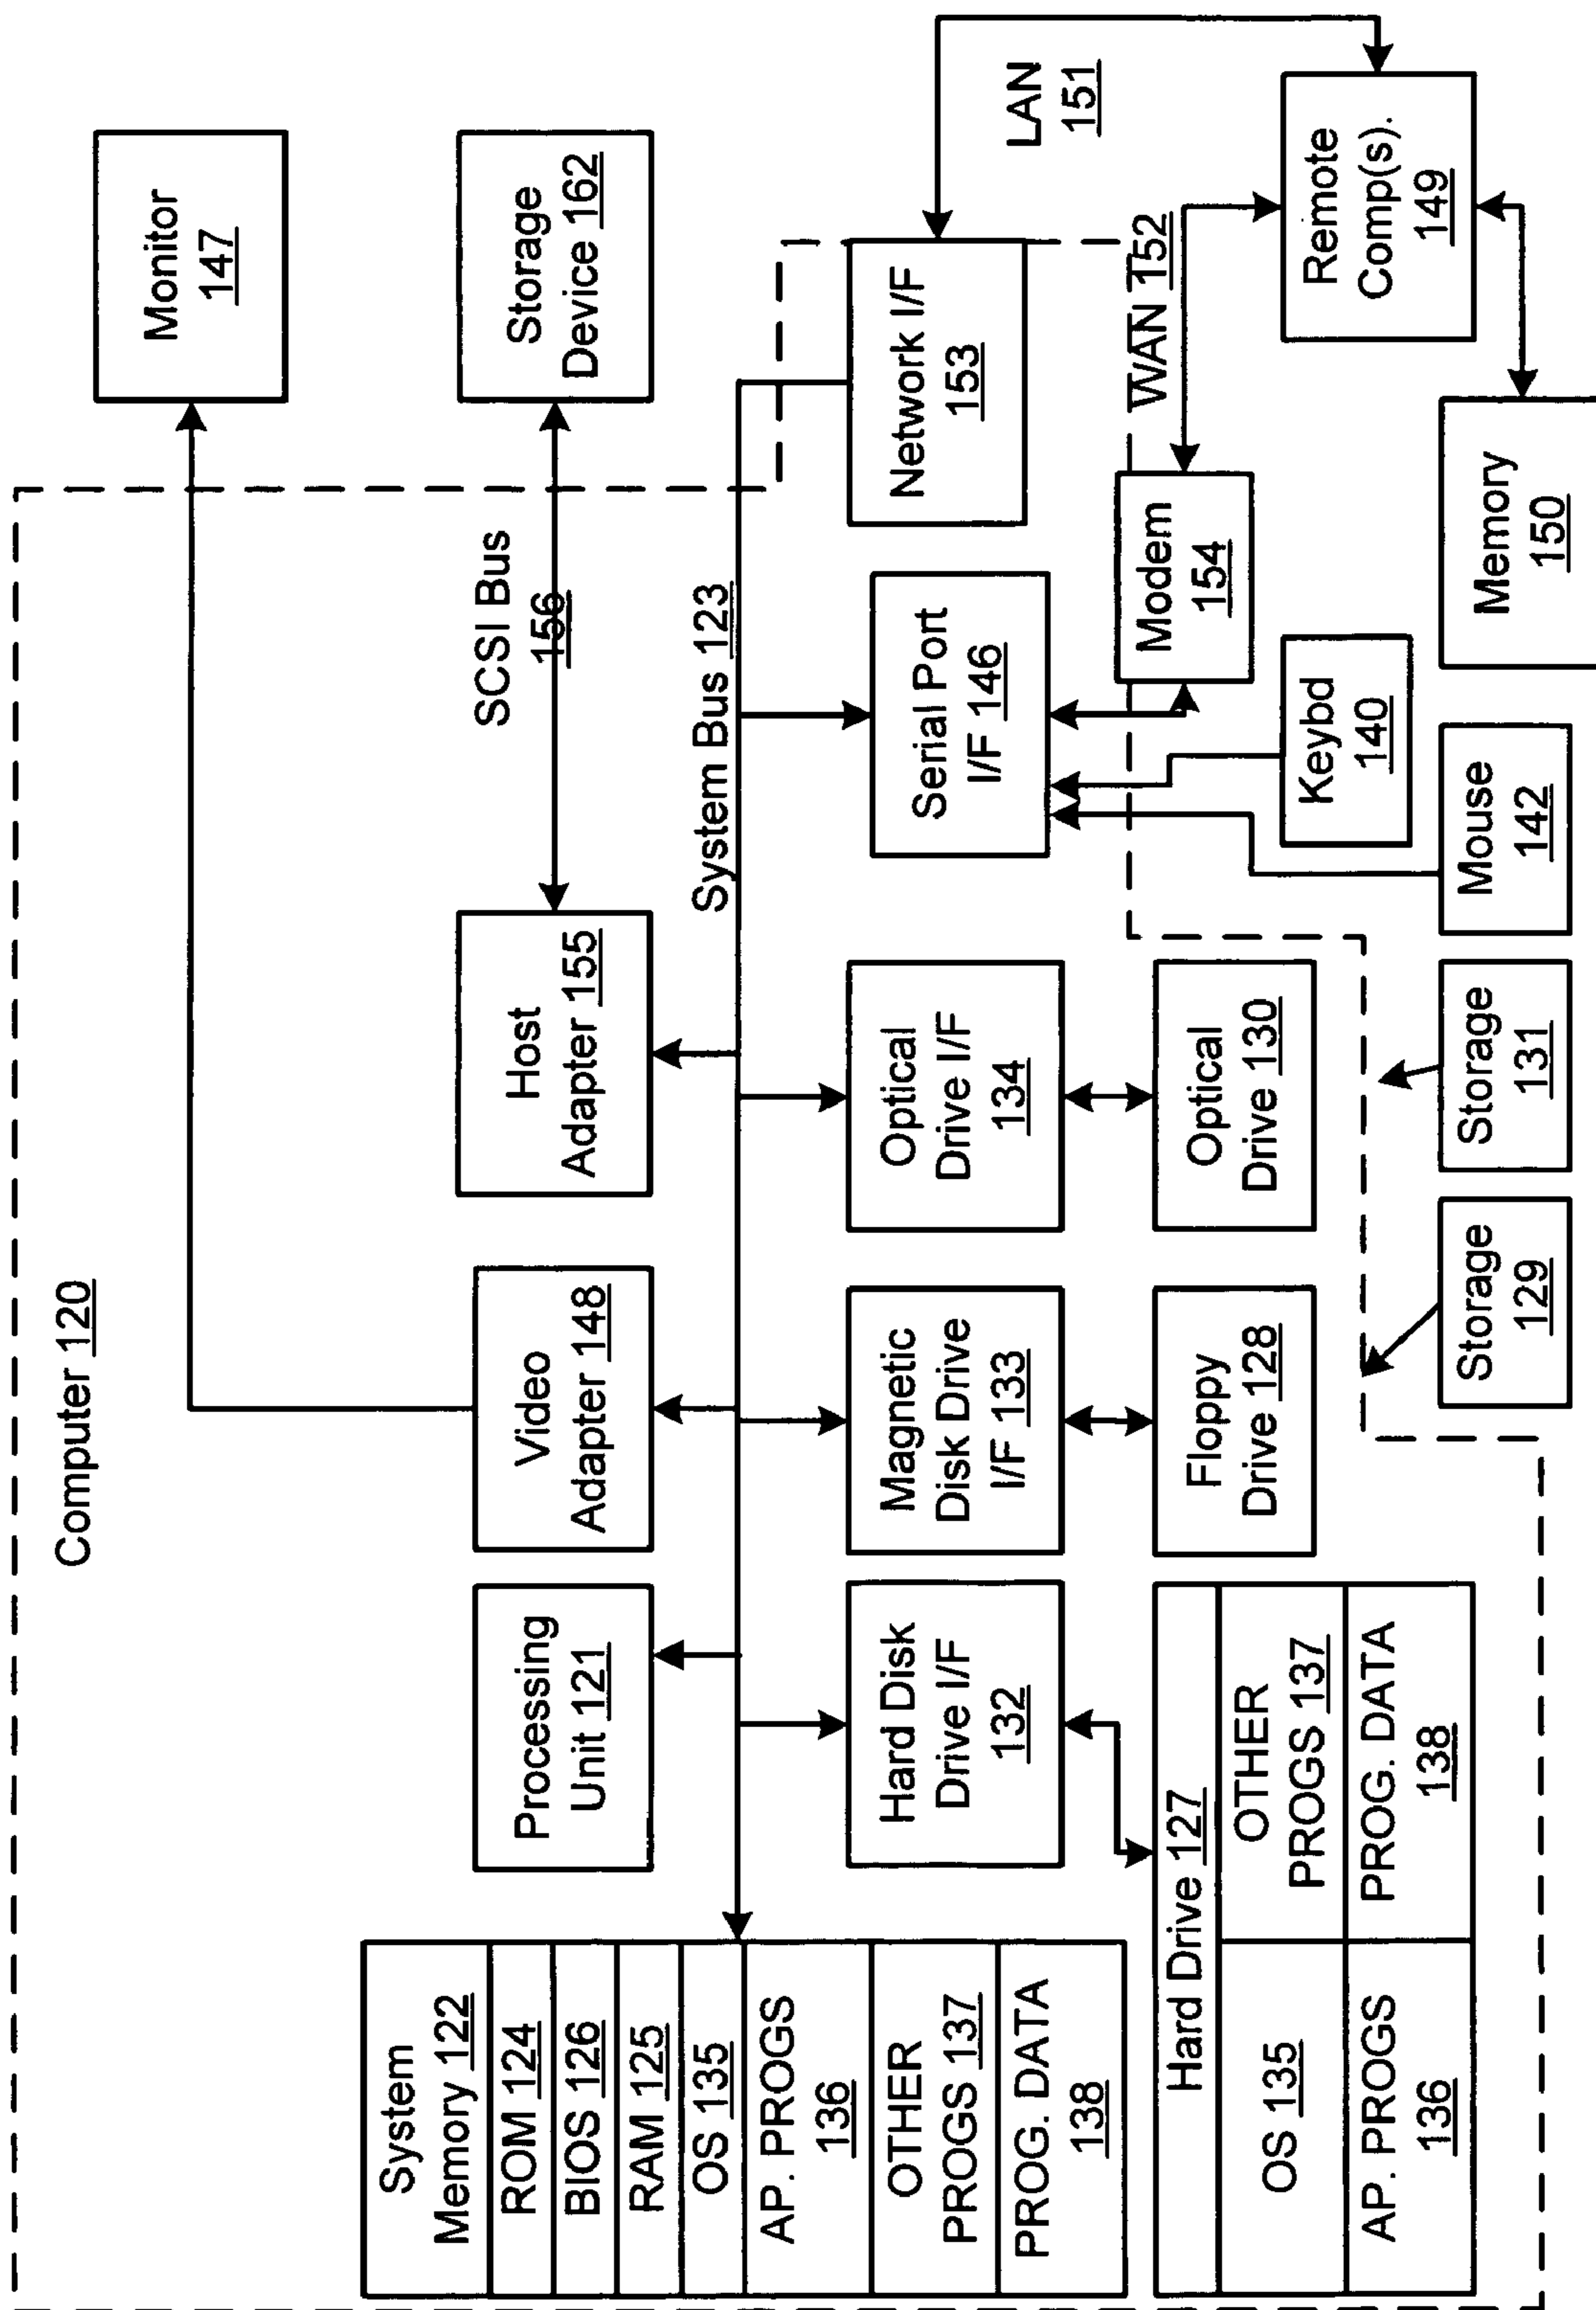 Computer 120
Monitor
147
System
Memory 122
ROM 124
BIOS 126
RAM 125
OS 135
AP. PROGS
136
OTHER
PROGS 137
PROG. DATA
138
Processing
Unit 121
Video
Adapter 148
Host
Adapter 155
SCSI Bus
156
Storage
Device 162
System Bus 123
Hard Disk
Drive I/F
132
Magnetic
Disk Drive
I/F 133
Optical
Drive I/F
134
Serial Port
I/F 146
Network I/F
153
LAN
151
Hard Drive 127
OS 135
OTHER
PROGS 137
AP. PROGS
136
PROG. DATA
138
Floppy
Drive 128
Optical
Drive 130
Modem
154
WAN 152
Keybd
140
Remote
Comp(s).
149
Storage
129
Storage
131
Mouse
142
Memory
150